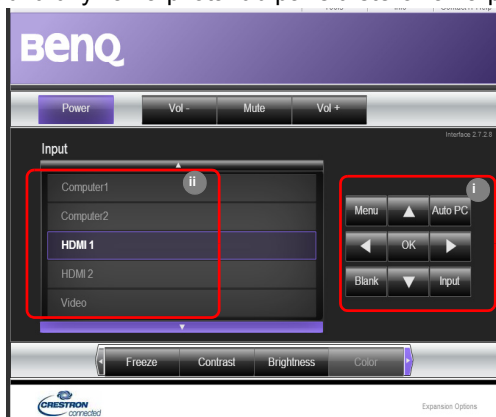 BenQ
Power Vol - Mute Vol +
Interface 2.7.2.8
Input
ii
i
Computer1
Computer2
HDMI 1
HDMI 2
Video
Menu Auto PC
OK
Blank Input
Freeze Contrast Brightness Color
CRESTRON
connected
Expansion Options